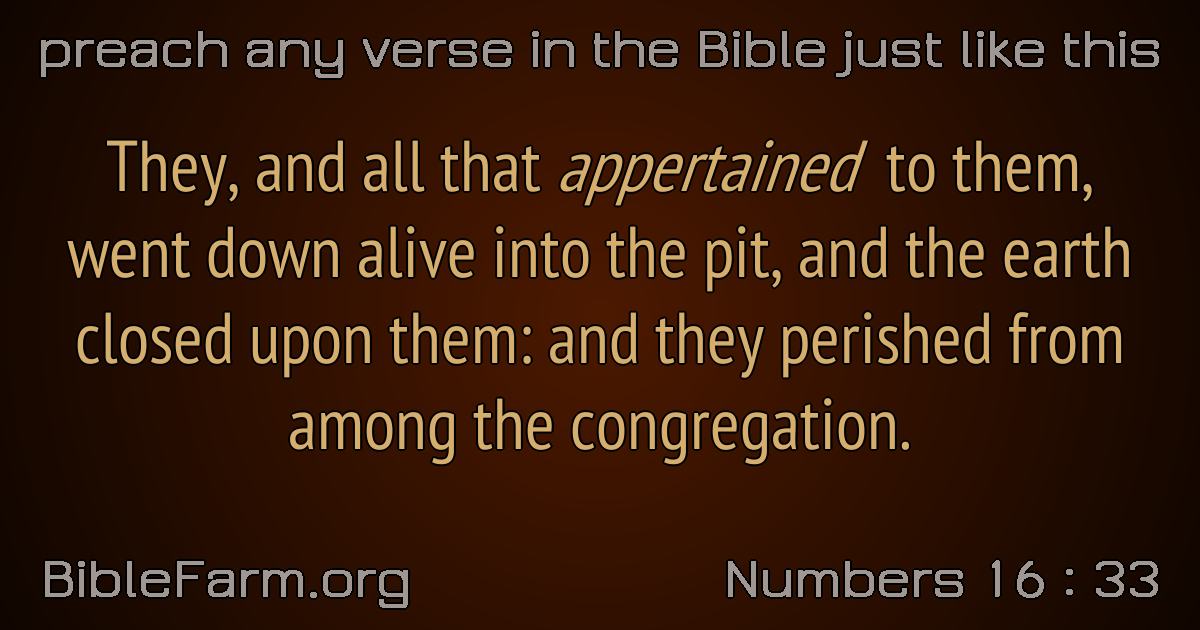 preach any verse in the Bible just like this
They, and all that appertained to them,
went down alive into the pit, and the earth
closed upon them: and they perished from
among the congregation.
BibleFarm.org
Numbers 16 : 33